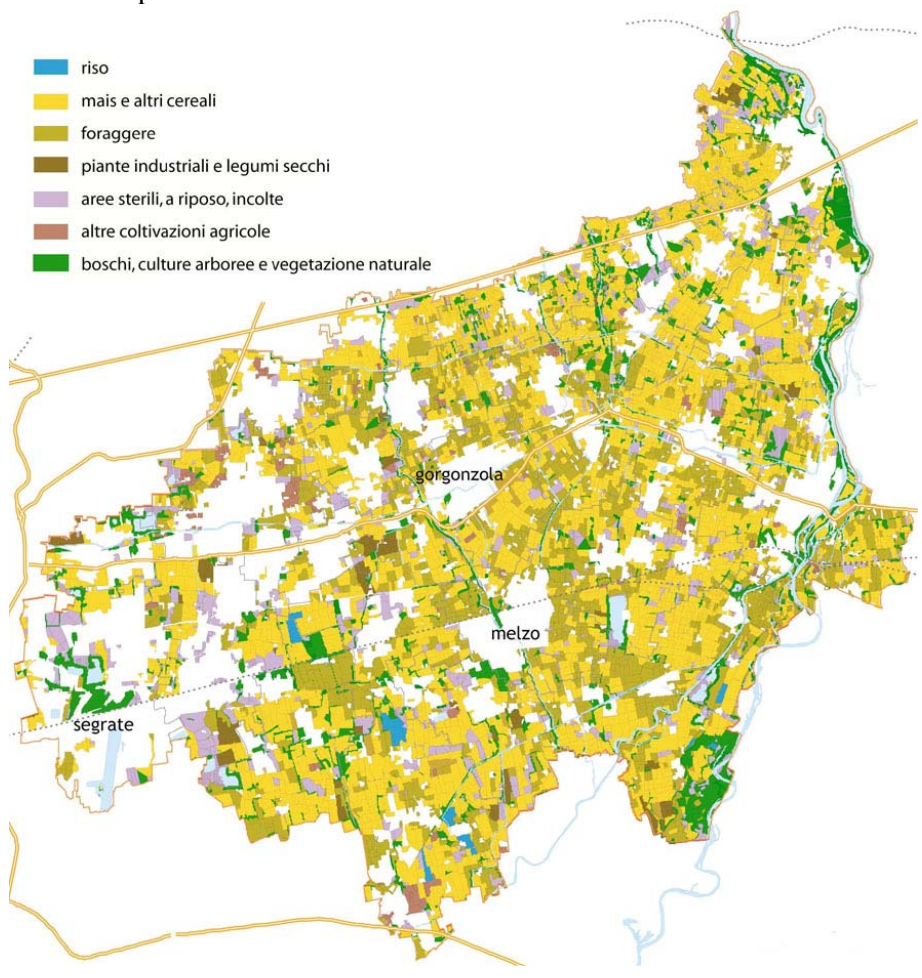 riso
mais e altri cereali
foraggere
piante industriali e legumi secchi
aree sterili, a riposo, incolte
altre coltivazioni agricole
boschi, culture arboree e vegetazione naturale
gorgonzola
melzo
segrate